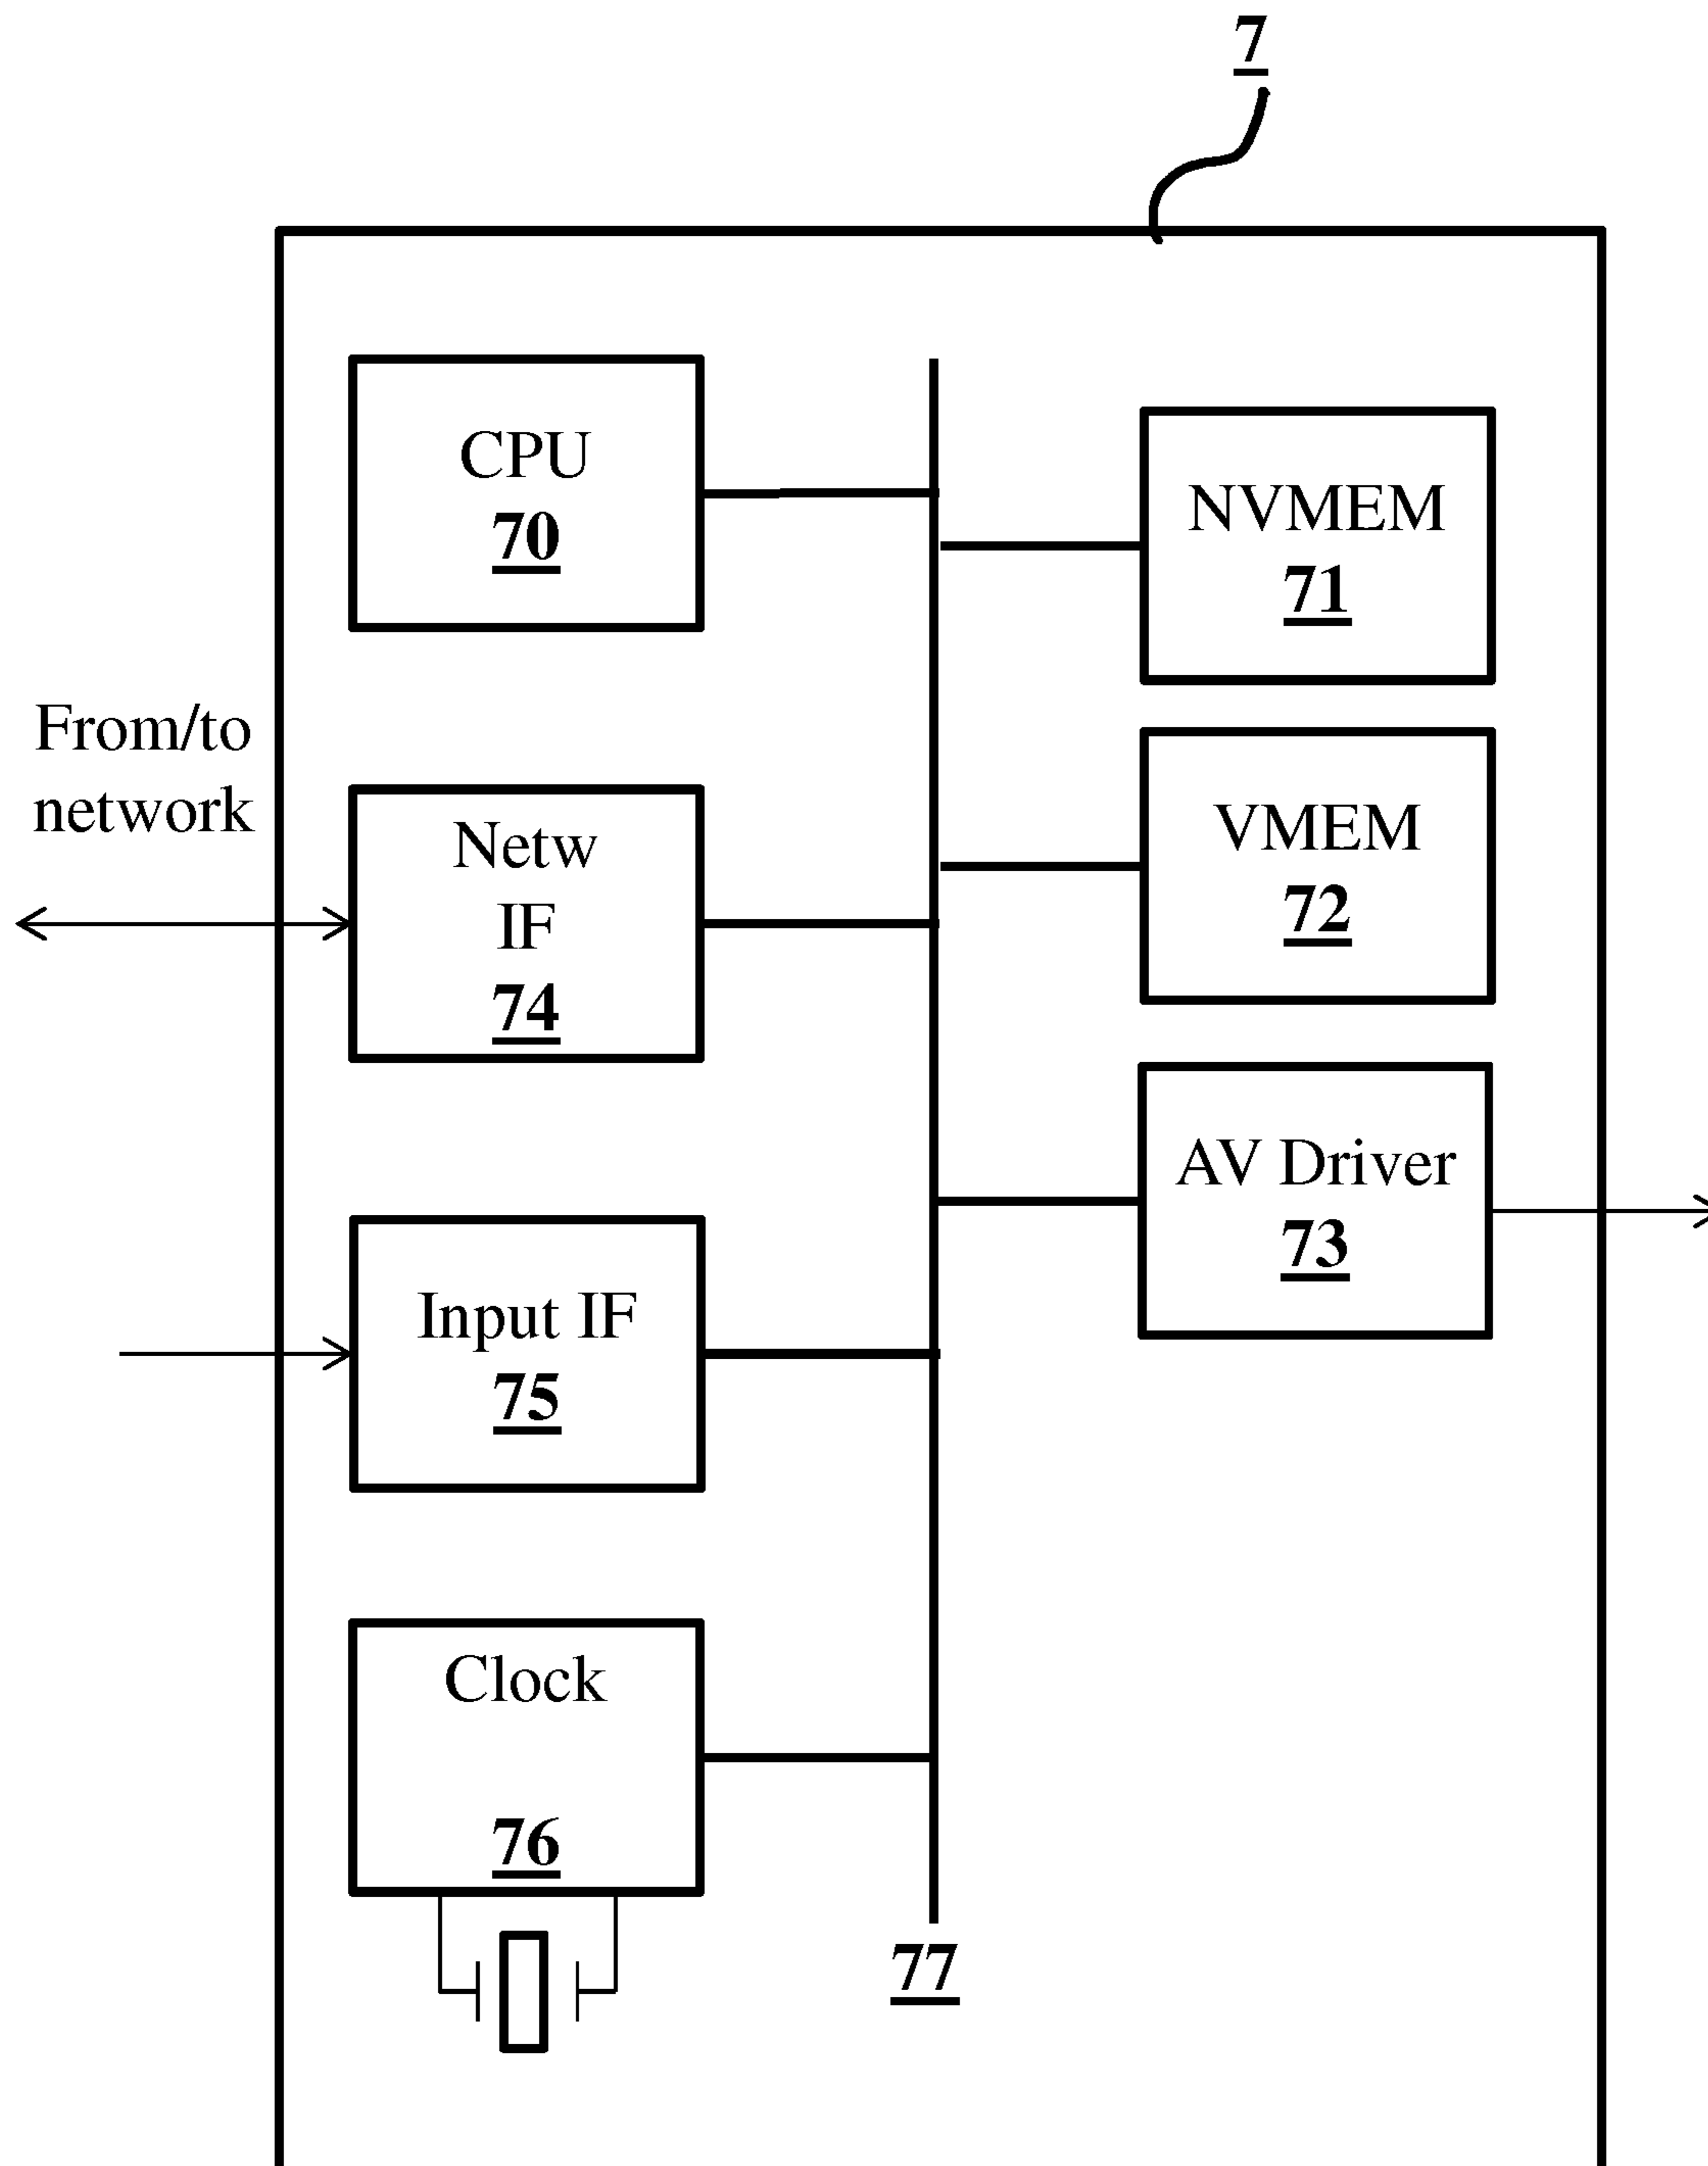 7
CPU
70
NVMEM
71
From/to
network
Netw
IF
74
VMEM
72
AV Driver
73
Input IF
75
Clock
76
77